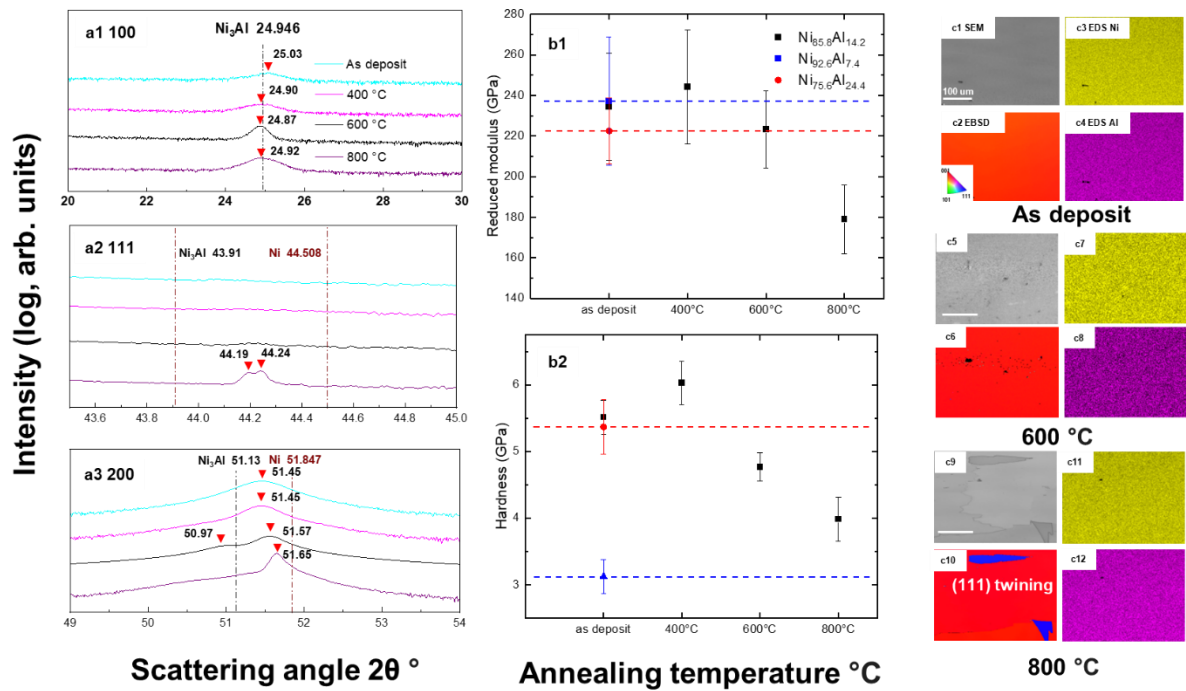 Intensity (log, arb. units)
a1 100
Ni₃Al 24.946
25.03
As deposit
24.90
400 °C
24.87
600 °C
24.92
800 °C
20 22 24 26 28 30
a2 111
Ni₃Al 43.91
Ni 44.508
44.19
44.24
43.6 43.8 44.0 44.2 44.4 44.6 44.8 45.0
a3 200
Ni₃Al 51.13
Ni 51.847
51.45
51.45
50.97
51.57
51.65
49 50 51 52 53 54
Scattering angle 2θ °
b1
Ni₈₅.₈Al₁₄.₂
Ni₉₂.₆Al₇.₄
Ni₇₅.₆Al₂₄.₄
Reduced modulus (GPa)
280
260
240
220
200
180
160
140
as deposit 400°C 600°C 800°C
b2
Hardness (GPa)
6
5
4
3
as deposit 400°C 600°C 800°C
Annealing temperature °C
c1 SEM
100 um
c3 EDS Ni
c2 EBSD
001
101
111
c4 EDS Al
As deposit
c5
c7
c6
c8
600 °C
c9
c11
c10
(111) twining
c12
800 °C